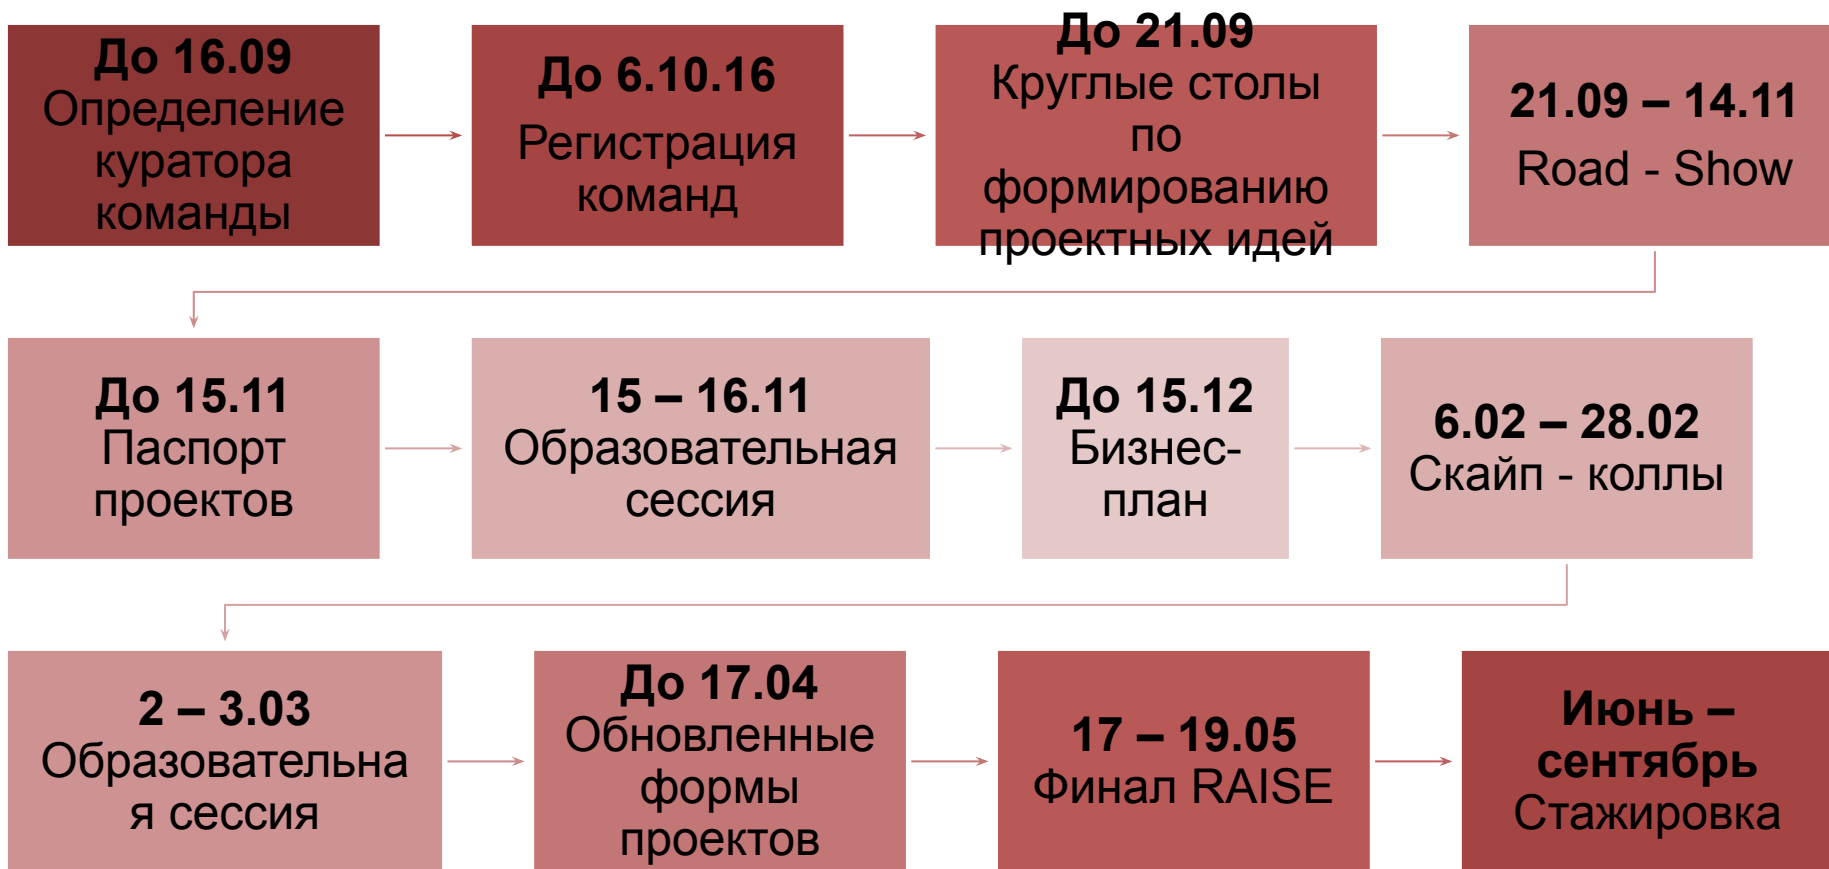 До 16.09
Определение
куратора
команды
До 6.10.16
Регистрация
команд
До 21.09
Круглые столы
по
формированию
проектных идей
21.09 – 14.11
Road - Show
До 15.11
Паспорт
проектов
15 – 16.11
Образовательная
сессия
До 15.12
Бизнес-
план
6.02 – 28.02
Скайп - коллы
2 – 3.03
Образовательна
я сессия
До 17.04
Обновленные
формы
проектов
17 – 19.05
Финал RAISE
Июнь –
сентябрь
Стажировка